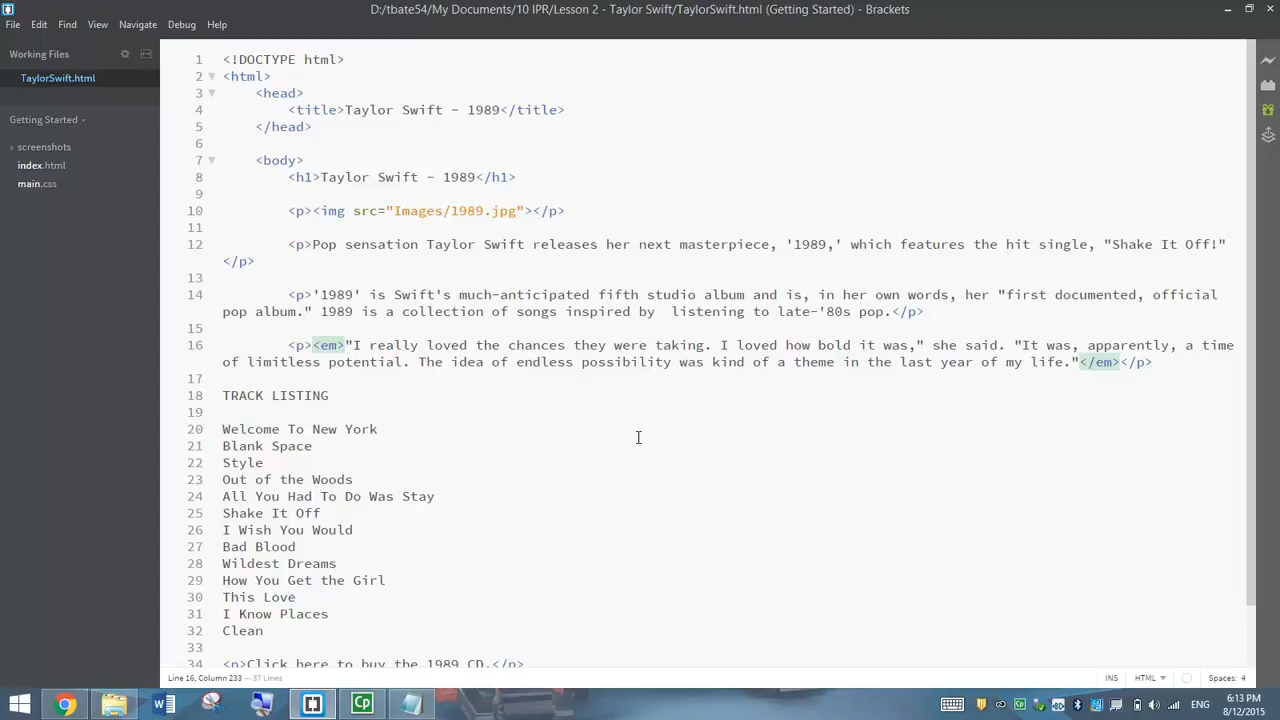 D:/tbate54/My Documents/10 IPR/Lesson 2 - Taylor Swift/TaylorSwift.html (Getting Started) - Brackets
File Edit Find View Navigate Debug Help
Working Files
TaylorSwift.html
Getting Started
screenshots
index.html
main.css
1 <!DOCTYPE html>
2 <html>
3 <head>
4 <title>Taylor Swift - 1989</title>
5 </head>
6
7 <body>
8 <h1>Taylor Swift - 1989</h1>
9
10 <p><img src="Images/1989.jpg"></p>
11
12 <p>Pop sensation Taylor Swift releases her next masterpiece, '1989,' which features the hit single, "Shake It Off!"
</p>
13
14 <p>'1989' is Swift's much-anticipated fifth studio album and is, in her own words, her "first documented, official
pop album." 1989 is a collection of songs inspired by  listening to late-'80s pop.</p>
15
16 <p><em>"I really loved the chances they were taking. I loved how bold it was," she said. "It was, apparently, a time
of limitless potential. The idea of endless possibility was kind of a theme in the last year of my life."</em></p>
17
18 TRACK LISTING
19
20 Welcome To New York
21 Blank Space
22 Style
23 Out of the Woods
24 All You Had To Do Was Stay
25 Shake It Off
26 I Wish You Would
27 Bad Blood
28 Wildest Dreams
29 How You Get the Girl
30 This Love
31 I Know Places
32 Clean
33
34 <p>Click here to buy the 1989 CD.</p>
Line 16, Column 233 — 37 Lines
INS HTML Spaces: 4
ENG
6:13 PM
8/12/2015